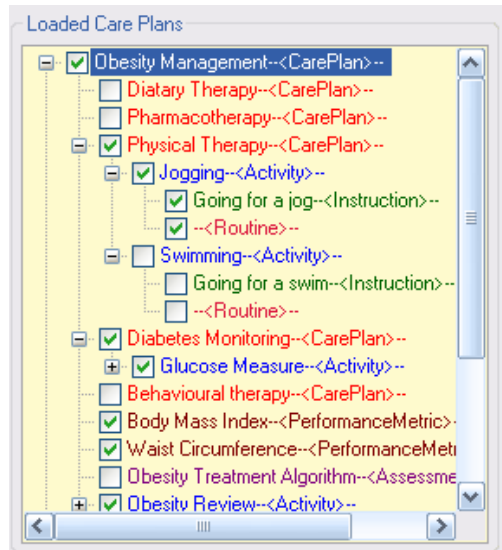 Loaded Care Plans
Obesity Management--<CarePlan>--
Diatary Therapy--<CarePlan>--
Pharmacotherapy--<CarePlan>--
Physical Therapy--<CarePlan>--
Jogging--<Activity>--
Going for a jog--<Instruction>--
--<Routine>--
Swimming--<Activity>--
Going for a swim--<Instruction>--
--<Routine>--
Diabetes Monitoring--<CarePlan>--
Glucose Measure--<Activity>--
Behavioural therapy--<CarePlan>--
Body Mass Index--<PerformanceMetric>-
Waist Circumference--<PerformanceMetr
Obesity Treatment Algorithm--<Assessme
Obesity Review--<Activity>--